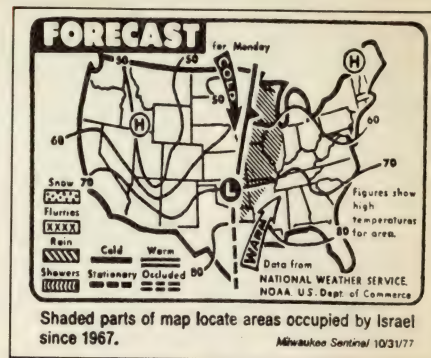 FORECAST
for Monday
50
50
COLD
50
H
H
60
60
70
70
L
80
80
WARM
Snow
Flurries
XXXX
Rain
Showers
Cold
Warm
Stationary
Occluded
Figures show
high
temperatures
for area.
Data from
NATIONAL WEATHER SERVICE,
NOAA, U.S. Dept. of Commerce
Shaded parts of map locate areas occupied by Israel
since 1967.
Milwaukee Sentinel 10/31/77